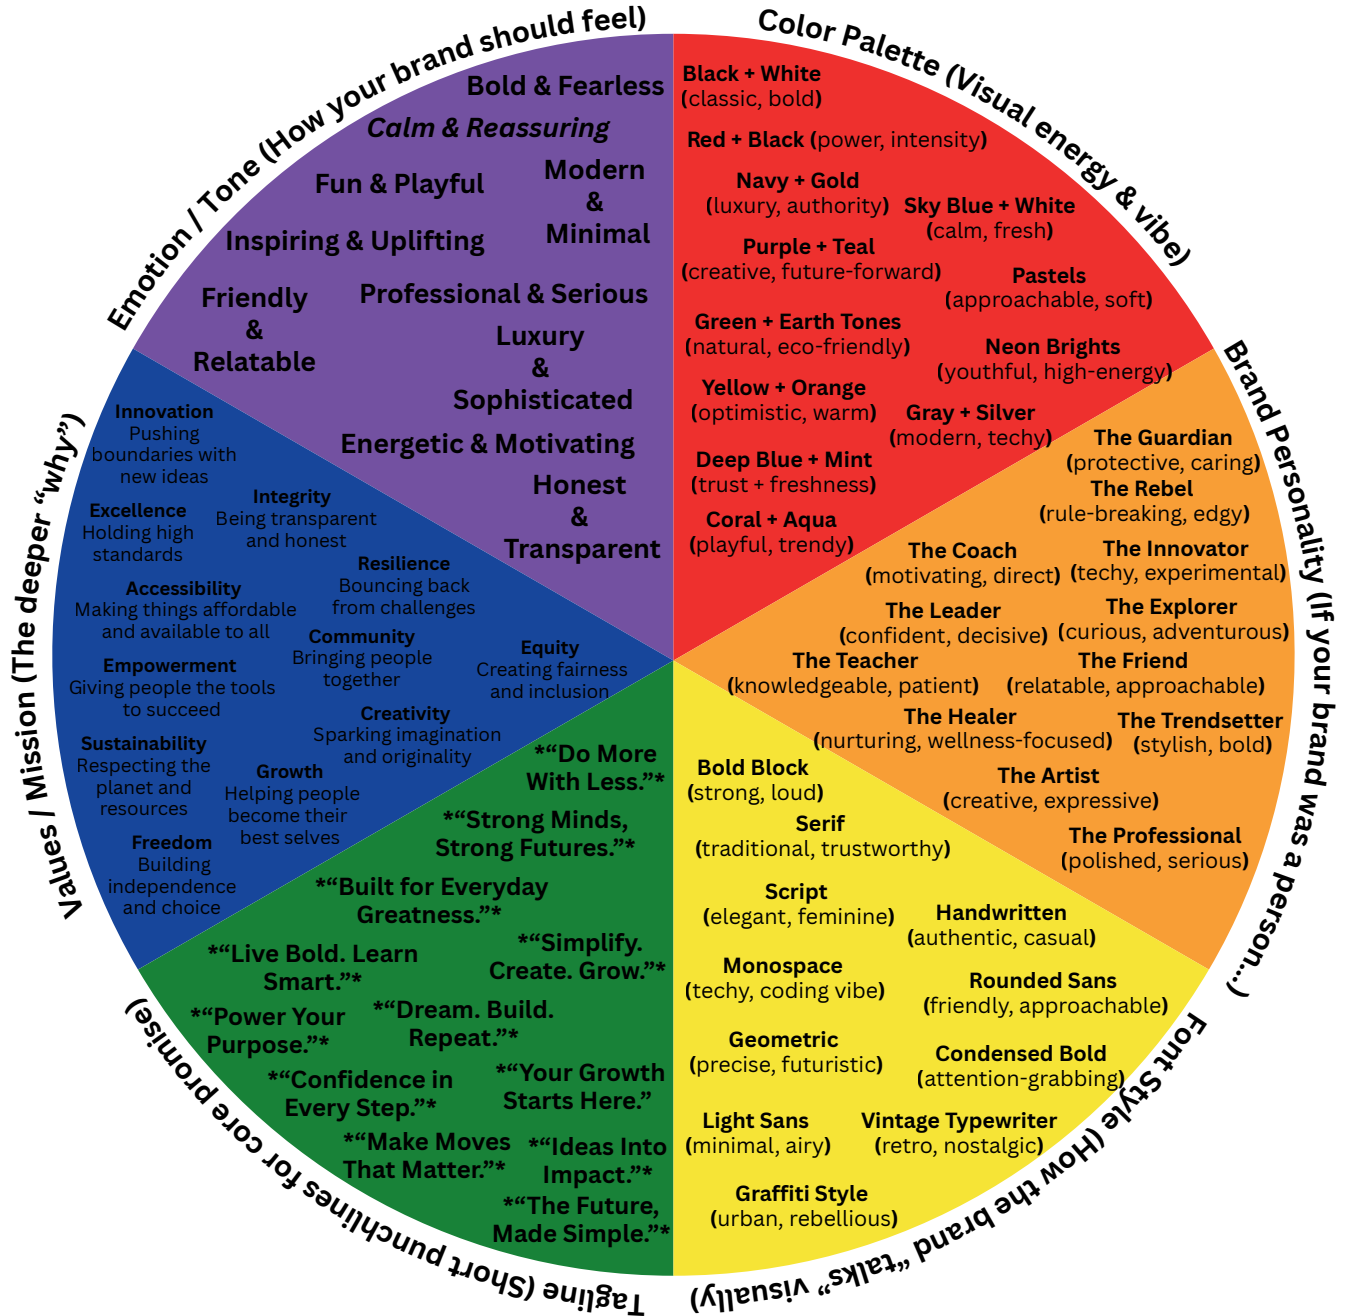 Color Palette (Visual energy & vibe)
Black + White
(classic, bold)
Red + Black (power, intensity)
Navy + Gold
(luxury, authority)
Sky Blue + White
(calm, fresh)
Purple + Teal
(creative, future-forward)
Pastels
(approachable, soft)
Green + Earth Tones
(natural, eco-friendly)
Neon Brights
(youthful, high-energy)
Yellow + Orange
(optimistic, warm)
Gray + Silver
(modern, techy)
Deep Blue + Mint
(trust + freshness)
Coral + Aqua
(playful, trendy)
Brand Personality (If your brand was a person...)
The Guardian
(protective, caring)
The Rebel
(rule-breaking, edgy)
The Coach
(motivating, direct)
The Innovator
(techy, experimental)
The Leader
(confident, decisive)
The Explorer
(curious, adventurous)
The Teacher
(knowledgeable, patient)
The Friend
(relatable, approachable)
The Healer
(nurturing, wellness-focused)
The Trendsetter
(stylish, bold)
The Artist
(creative, expressive)
The Professional
(polished, serious)
Font Style (How the brand “talks” visually)
Bold Block
(strong, loud)
Serif
(traditional, trustworthy)
Script
(elegant, feminine)
Handwritten
(authentic, casual)
Monospace
(techy, coding vibe)
Rounded Sans
(friendly, approachable)
Geometric
(precise, futuristic)
Condensed Bold
(attention-grabbing)
Light Sans
(minimal, airy)
Vintage Typewriter
(retro, nostalgic)
Graffiti Style
(urban, rebellious)
Tagline (Short punchlines for core promise)
*“Do More
With Less.”*
*“Strong Minds,
Strong Futures.”*
*“Built for Everyday
Greatness.”*
*“Live Bold. Learn
Smart.”*
*“Simplify.
Create. Grow.”*
*“Power Your
Purpose.”*
*“Dream. Build.
Repeat.”*
*“Confidence in
Every Step.”*
*“Your Growth
Starts Here.”
*“Make Moves
That Matter.”*
*“Ideas Into
Impact.”*
*“The Future,
Made Simple.”*
Values / Mission (The deeper “why”)
Innovation
Pushing
boundaries with
new ideas
Integrity
Being transparent
and honest
Excellence
Holding high
standards
Resilience
Bouncing back
from challenges
Accessibility
Making things affordable
and available to all
Community
Bringing people
together
Equity
Creating fairness
and inclusion
Empowerment
Giving people the tools
to succeed
Creativity
Sparking imagination
and originality
Sustainability
Respecting the
planet and
resources
Growth
Helping people
become their
best selves
Freedom
Building
independence
and choice
Emotion / Tone (How your brand should feel)
Bold & Fearless
Calm & Reassuring
Fun & Playful
Modern
&
Minimal
Inspiring & Uplifting
Friendly
&
Relatable
Professional & Serious
Luxury
&
Sophisticated
Energetic & Motivating
Honest
&
Transparent